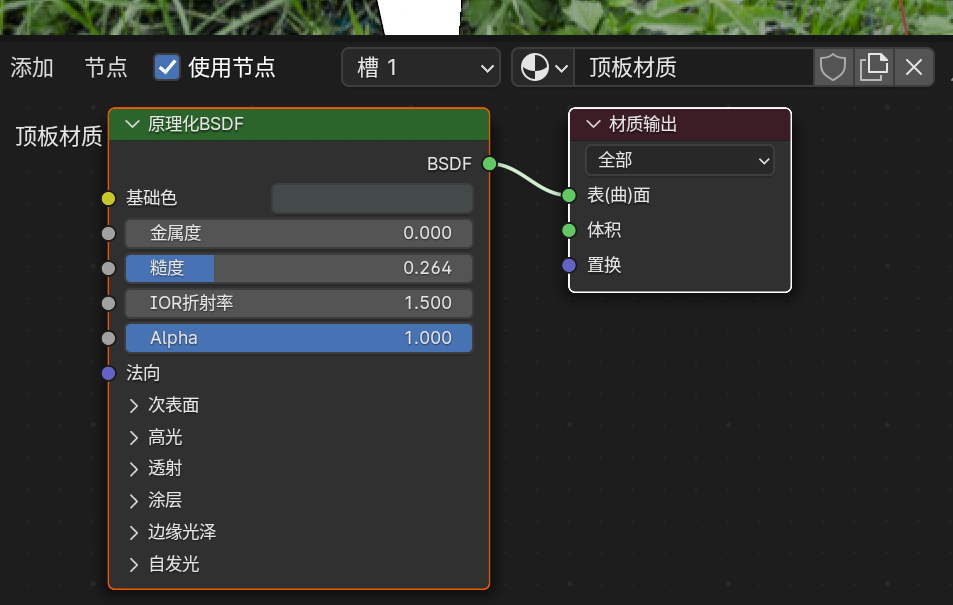 添加 节点 使用节点 槽 1 顶板材质
顶板材质
原理化BSDF
BSDF
基础色
金属度 0.000
糙度 0.264
IOR折射率 1.500
Alpha 1.000
法向
次表面
高光
透射
涂层
边缘光泽
自发光
材质输出
全部
表(曲)面
体积
置换